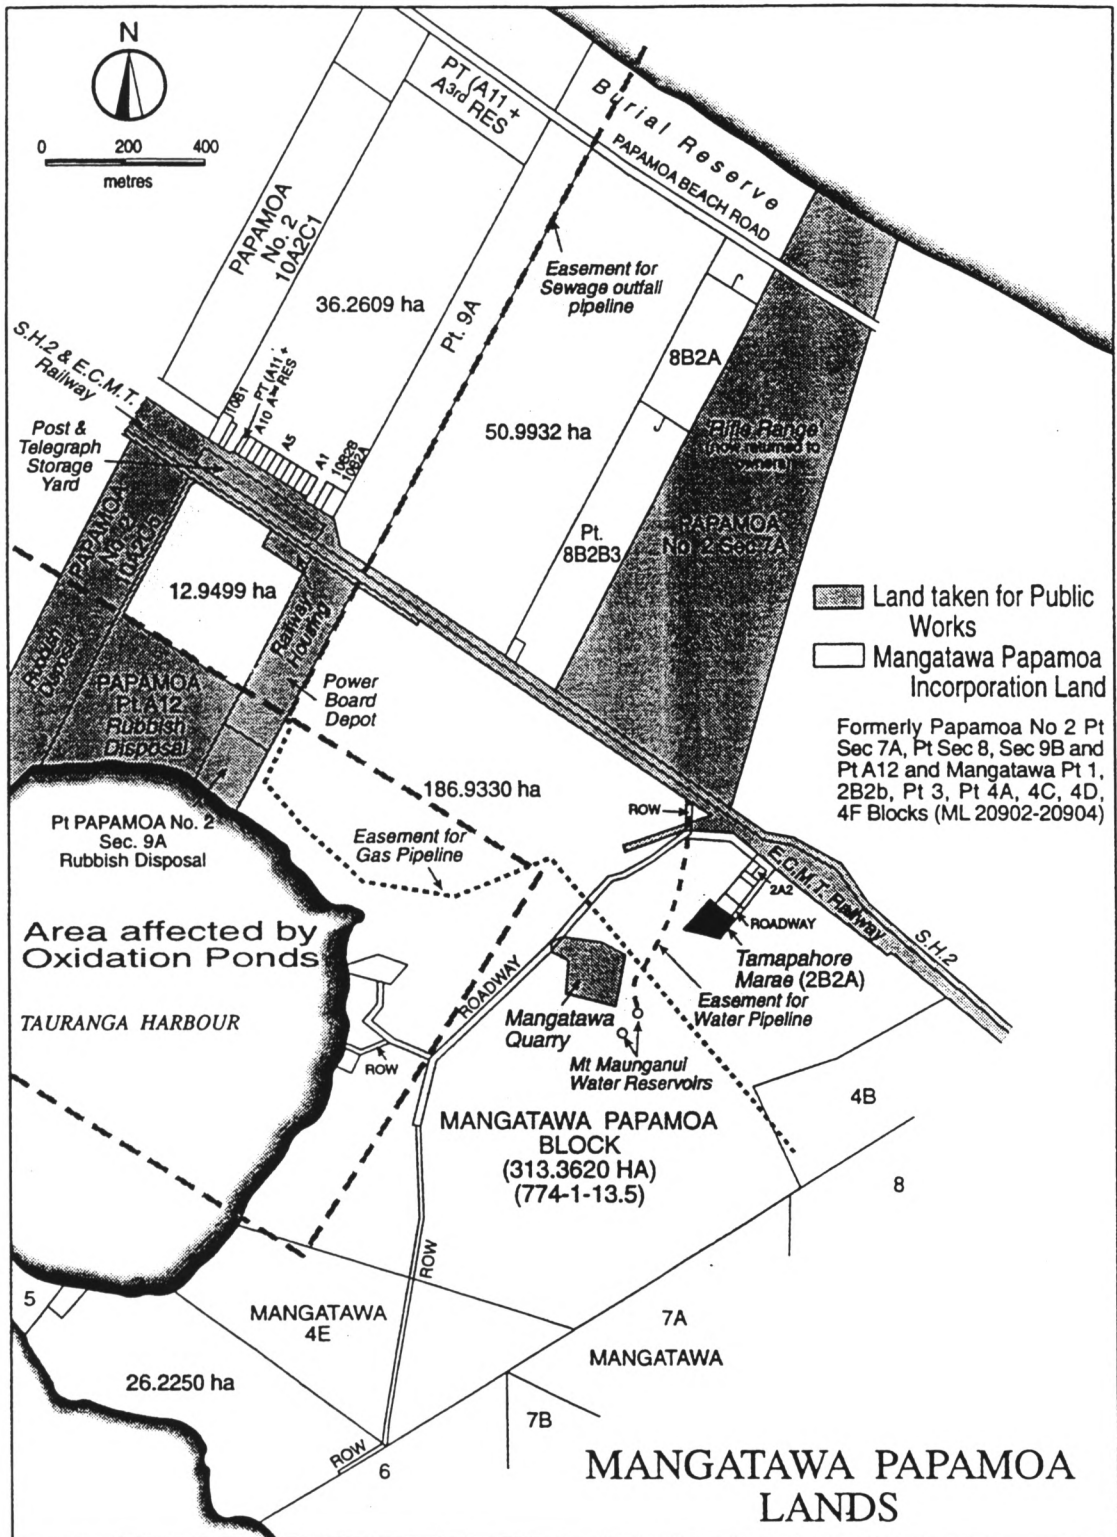 N
0 200 400
metres
PT (A11 +
A3rd RES
Burial Reserve
PAPAMOA BEACH ROAD
PAPAMOA
No. 2
10A2C1
36.2609 ha
Pt. 9A
Easement for
Sewage outfall
pipeline
S.H.2 & E.C.M.T.
Railway
8B2A
10B1
PT (A11 +
A10 A3rd RES
A5
A1
10B2B
10B2A
50.9932 ha
Rifle Range
(now returned to
owners)
Post &
Telegraph
Storage
Yard
PAPAMOA
No. 2
10A2C6
PAPAMOA
No 2 Sec 7A
Pt.
8B2B3
12.9499 ha
Railway
Housing
Land taken for Public
Works
Mangatawa Papamoa
Incorporation Land
Formerly Papamoa No 2 Pt
Sec 7A, Pt Sec 8, Sec 9B and
Pt A12 and Mangatawa Pt 1,
2B2b, Pt 3, Pt 4A, 4C, 4D,
4F Blocks (ML 20902-20904)
Rubbish
Disposal
PAPAMOA
Pt A12
Rubbish
Disposal
Power
Board
Depot
186.9330 ha
ROW
Pt PAPAMOA No. 2
Sec. 9A
Rubbish Disposal
Easement for
Gas Pipeline
E.C.M.T. Railway
2A2
ROADWAY
S.H.2
Area affected by
Oxidation Ponds
Tamapahore
Marae (2B2A)
ROADWAY
Easement for
Water Pipeline
TAURANGA HARBOUR
Mangatawa
Quarry
ROW
Mt Maunganui
Water Reservoirs
4B
MANGATAWA PAPAMOA
BLOCK
(313.3620 HA)
(774-1-13.5)
8
ROW
5
MANGATAWA
4E
7A
MANGATAWA
26.2250 ha
7B
ROW
6
MANGATAWA PAPAMOA
LANDS